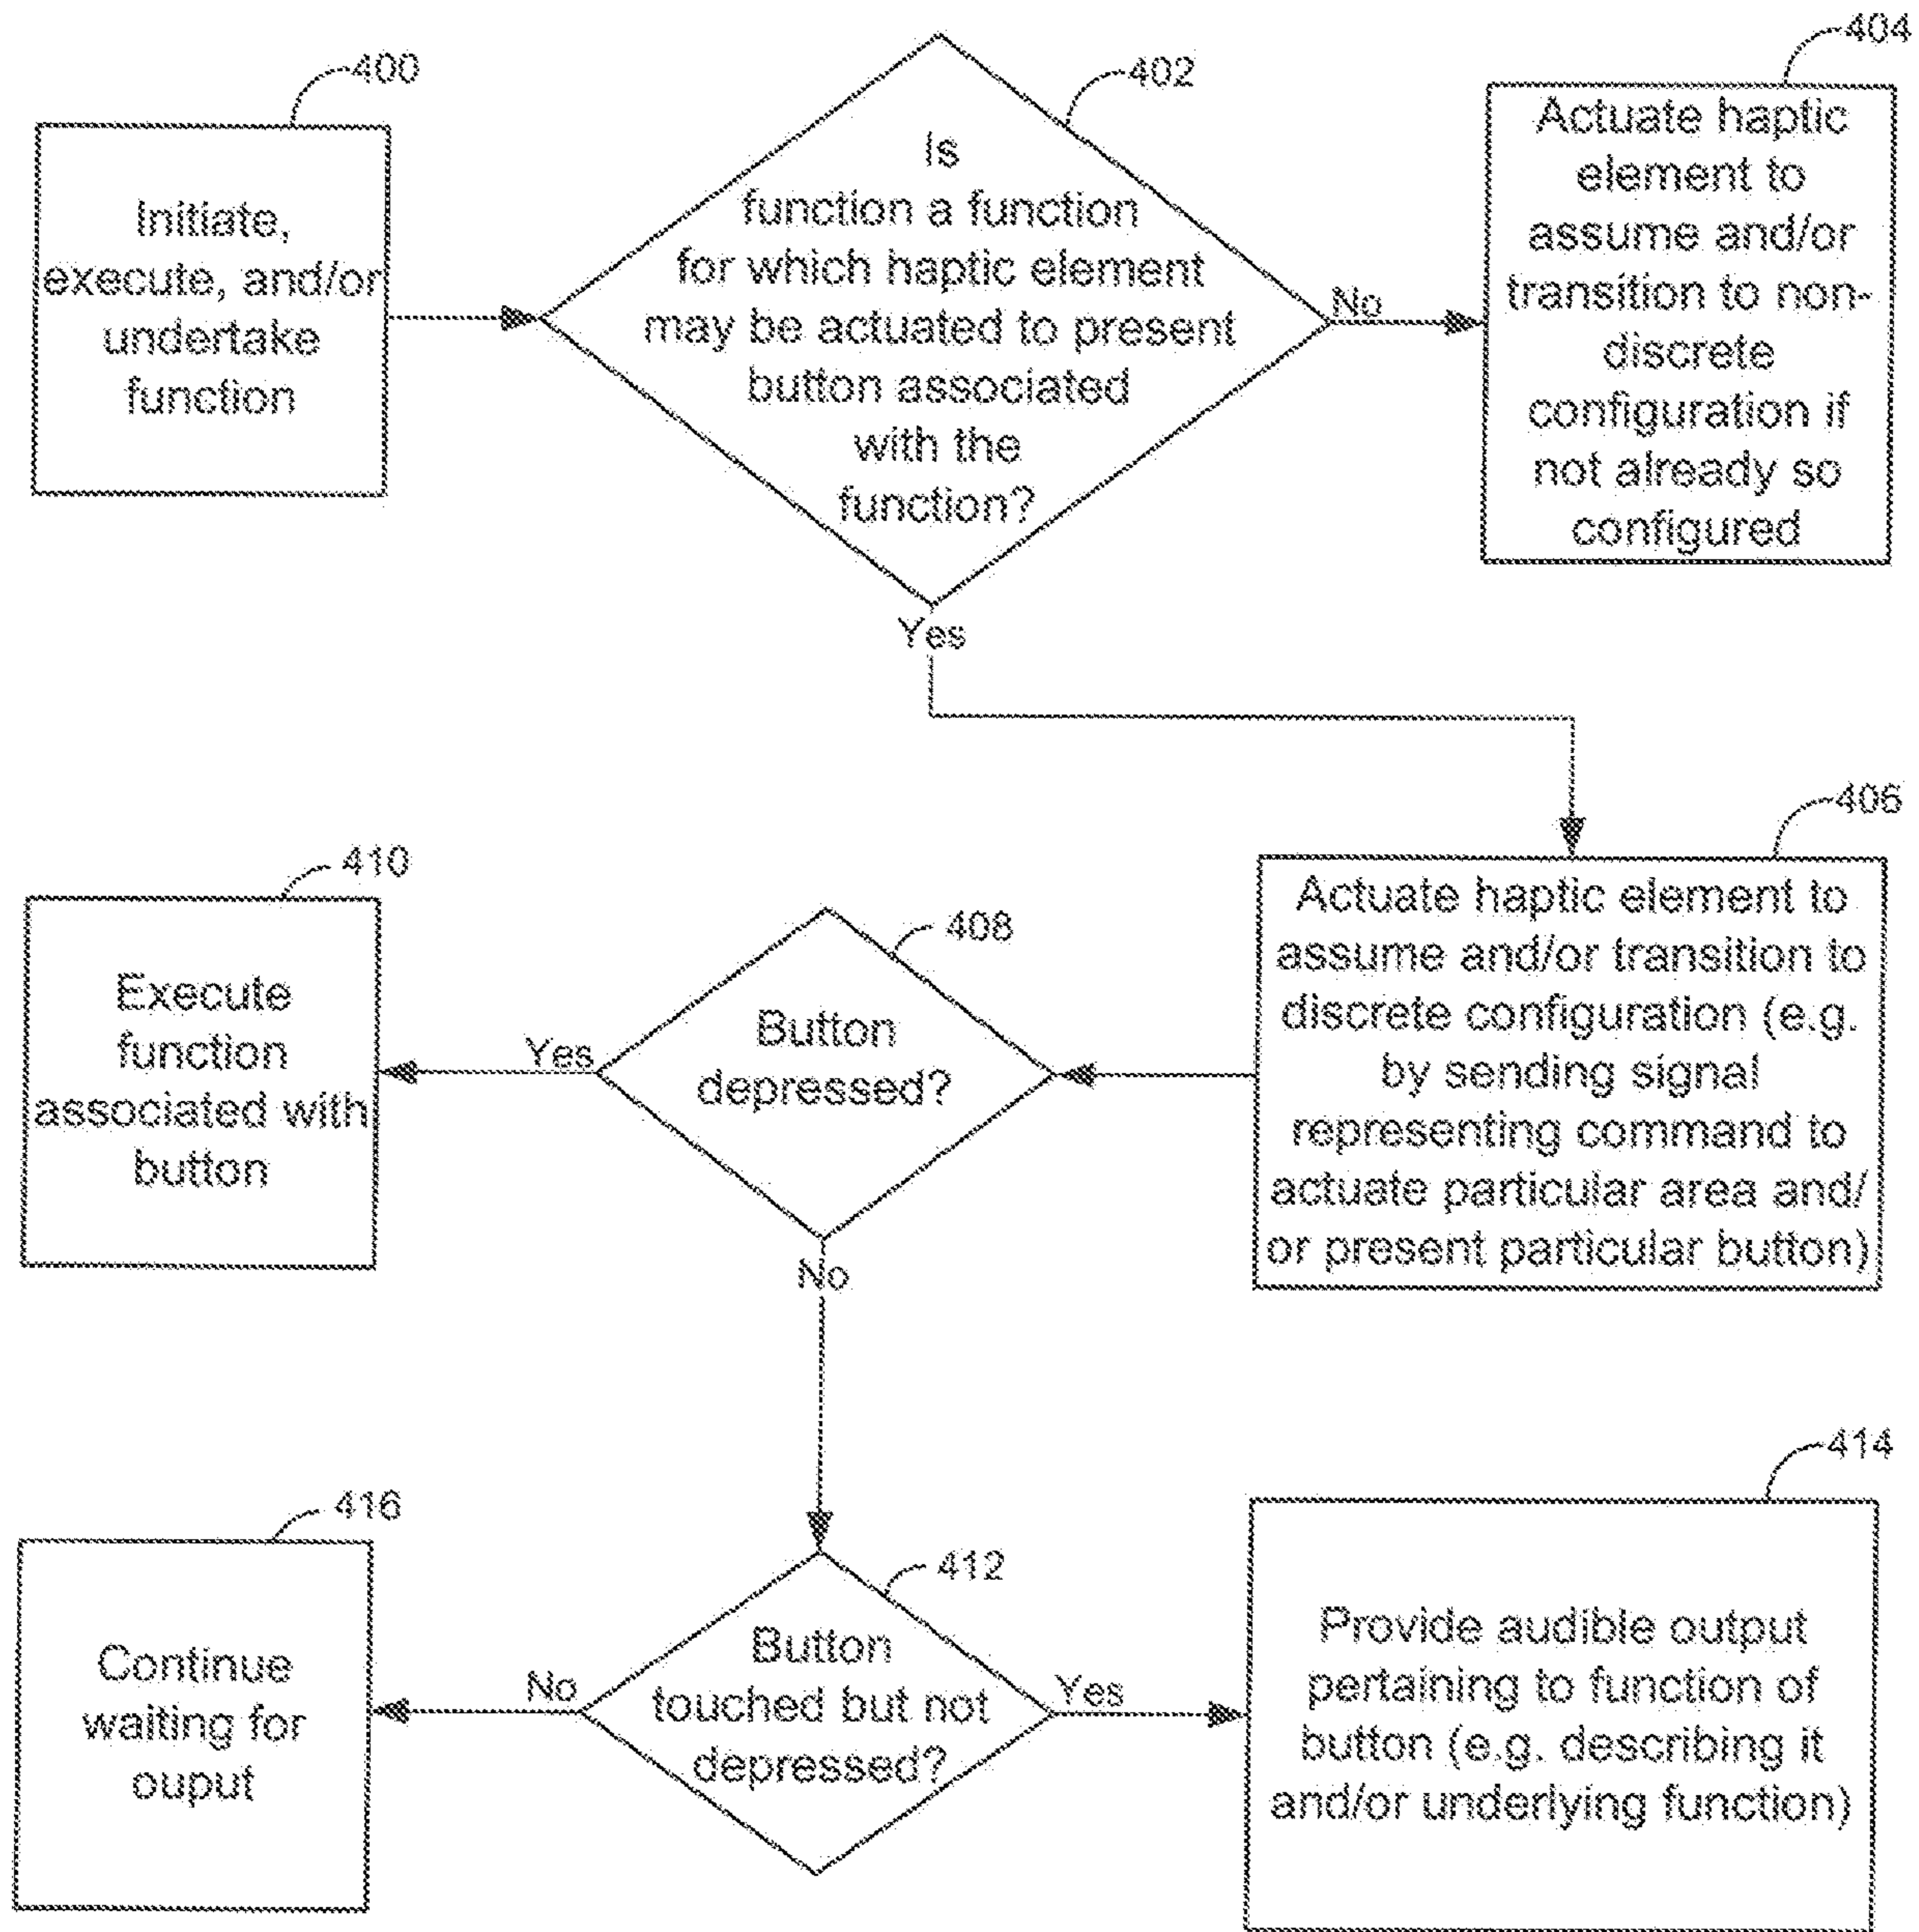 400
Initiate,
execute, and/or
undertake
function
402
Is
function a function
for which haptic element
may be actuated to present
button associated
with the
function?
No
Yes
404
Actuate haptic
element to
assume and/or
transition to non-
discrete
configuration if
not already so
configured
406
Actuate haptic element to
assume and/or transition to
discrete configuration (e.g.
by sending signal
representing command to
actuate particular area and/
or present particular button)
408
Button
depressed?
Yes
No
410
Execute
function
associated with
button
412
Button
touched but not
depressed?
No
Yes
414
Provide audible output
pertaining to function of
button (e.g. describing it
and/or underlying function)
416
Continue
waiting for
ouput